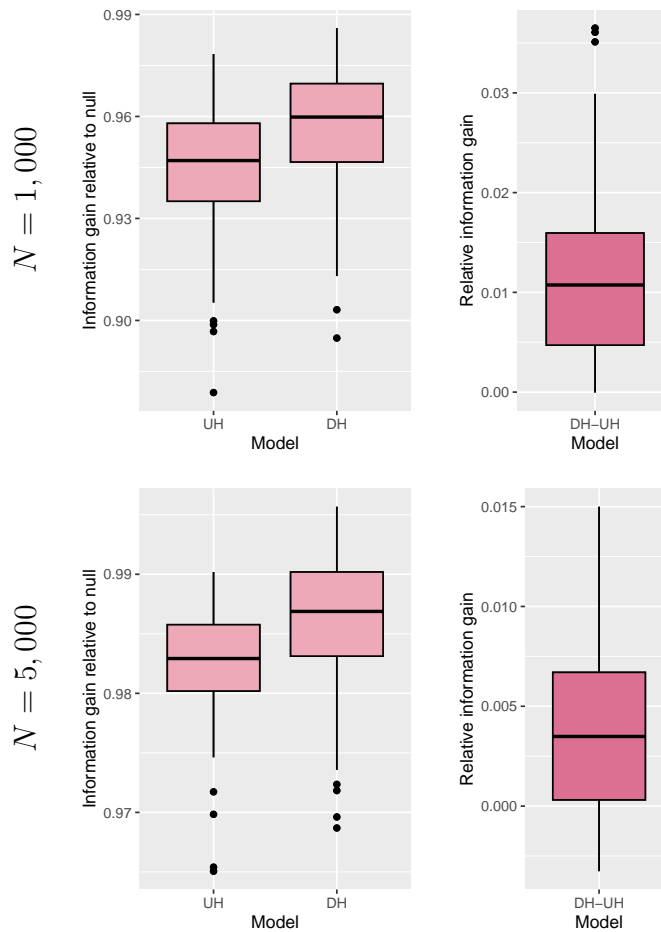 N = 1,000
Information gain relative to null
0.99
0.96
0.93
0.90
UH
DH
Model
Relative information gain
0.03
0.02
0.01
0.00
DH−UH
Model
N = 5,000
Information gain relative to null
0.99
0.98
0.97
UH
DH
Model
Relative information gain
0.015
0.010
0.005
0.000
DH−UH
Model